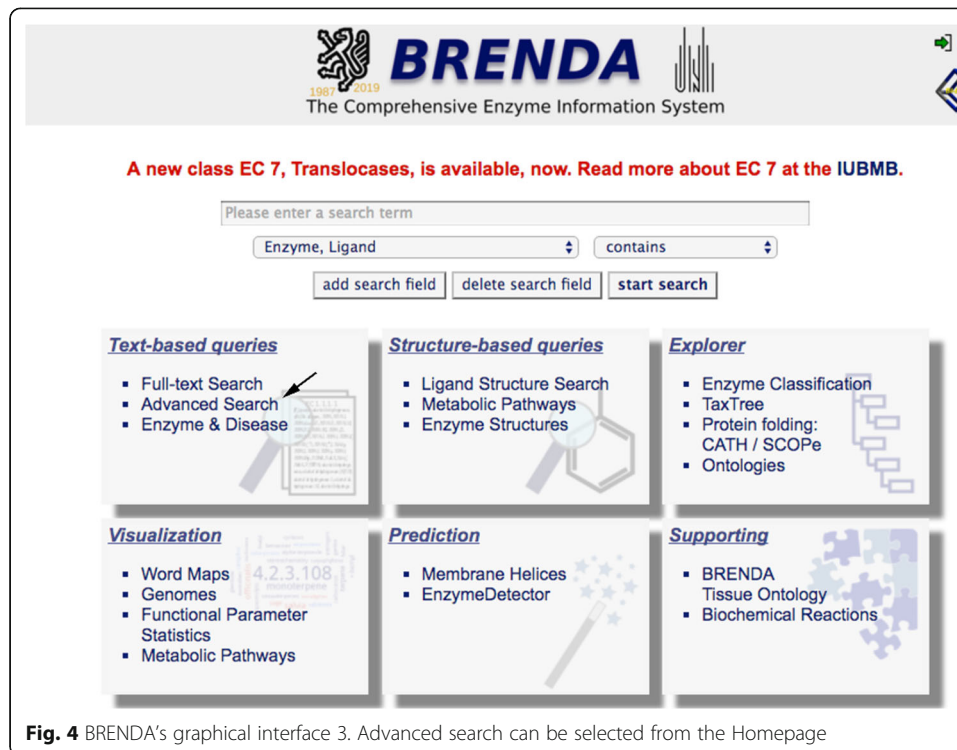 BRENDA
1987 2019
The Comprehensive Enzyme Information System
A new class EC 7, Translocases, is available, now. Read more about EC 7 at the IUBMB.
Please enter a search term
Enzyme, Ligand contains
add search field delete search field start search
Text-based queries
Full-text Search
Advanced Search
Enzyme & Disease
Structure-based queries
Ligand Structure Search
Metabolic Pathways
Enzyme Structures
Explorer
Enzyme Classification
TaxTree
Protein folding:
CATH / SCOPe
Ontologies
Visualization
Word Maps
Genomes
Functional Parameter
Statistics
Metabolic Pathways
4.2.3.108
monoterpene
Prediction
Membrane Helices
EnzymeDetector
Supporting
BRENDA
Tissue Ontology
Biochemical Reactions
Fig. 4 BRENDA's graphical interface 3. Advanced search can be selected from the Homepage